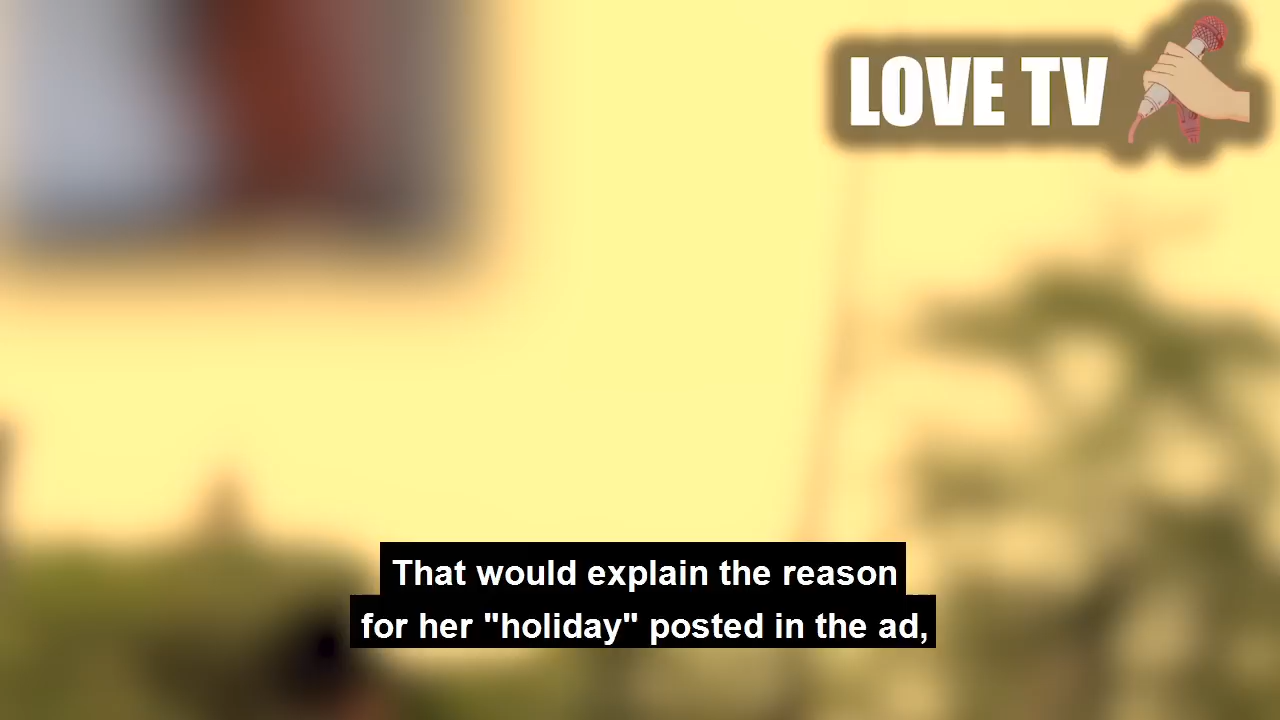 LOVE TV
That would explain the reason
for her "holiday" posted in the ad,